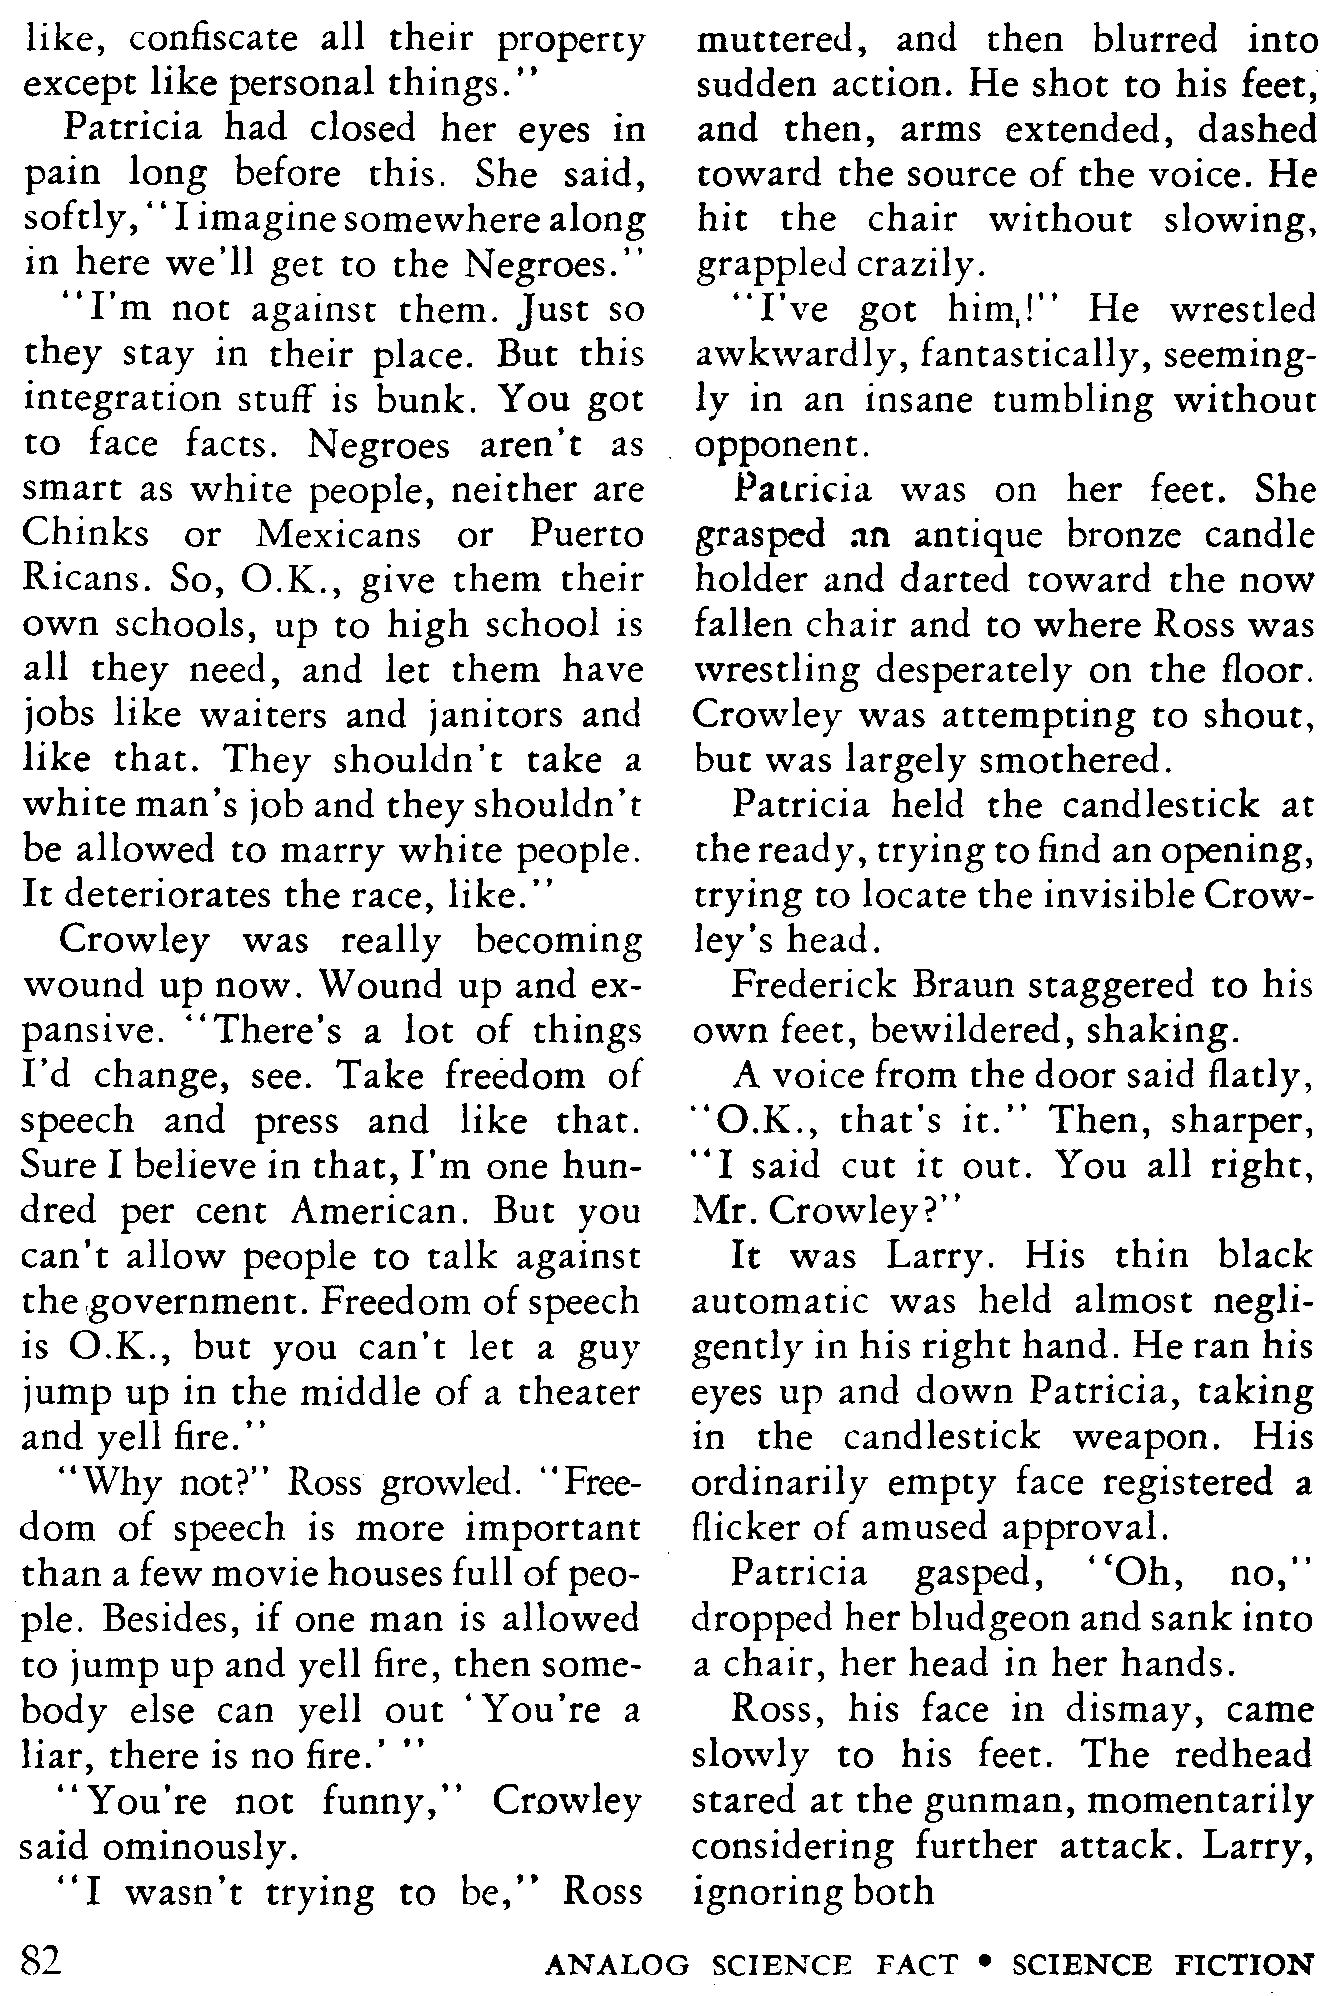 like, confiscate all their property
except like personal things."
Patricia had closed her eyes in
pain long before this. She said,
softly, "I imagine somewhere along
in here we'll get to the Negroes."
"I'm not against them. Just so
they stay in their place. But this
integration stuff is bunk. You got
to face facts. Negroes aren't as
smart as white people, neither are
Chinks or Mexicans or Puerto
Ricans. So, O.K., give them their
own schools, up to high school is
all they need, and let them have
jobs like waiters and janitors and
like that. They shouldn't take a
white man's job and they shouldn't
be allowed to marry white people.
It deteriorates the race, like."
Crowley was really becoming
wound up now. Wound up and ex-
pansive. "There's a lot of things
I'd change, see. Take freedom of
speech and press and like that.
Sure I believe in that, I'm one hun-
dred per cent American. But you
can't allow people to talk against
the government. Freedom of speech
is O.K., but you can't let a guy
jump up in the middle of a theater
and yell fire."
"Why not?" Ross growled. "Free-
dom of speech is more important
than a few movie houses full of peo-
ple. Besides, if one man is allowed
to jump up and yell fire, then some-
body else can yell out 'You're a
liar, there is no fire.' "
"You're not funny," Crowley
said ominously.
"I wasn't trying to be," Ross
muttered, and then blurred into
sudden action. He shot to his feet,
and then, arms extended, dashed
toward the source of the voice. He
hit the chair without slowing,
grappled crazily.
"I've got him,!" He wrestled
awkwardly, fantastically, seeming-
ly in an insane tumbling without
opponent.
Patricia was on her feet. She
grasped an antique bronze candle
holder and darted toward the now
fallen chair and to where Ross was
wrestling desperately on the floor.
Crowley was attempting to shout,
but was largely smothered.
Patricia held the candlestick at
the ready, trying to find an opening,
trying to locate the invisible Crow-
ley's head.
Frederick Braun staggered to his
own feet, bewildered, shaking.
A voice from the door said flatly,
"O.K., that's it." Then, sharper,
"I said cut it out. You all right,
Mr. Crowley?"
It was Larry. His thin black
automatic was held almost negli-
gently in his right hand. He ran his
eyes up and down Patricia, taking
in the candlestick weapon. His
ordinarily empty face registered a
flicker of amused approval.
Patricia gasped, "Oh, no,"
dropped her bludgeon and sank into
a chair, her head in her hands.
Ross, his face in dismay, came
slowly to his feet. The redhead
stared at the gunman, momentarily
considering further attack. Larry,
ignoring both
82
ANALOG SCIENCE FACT • SCIENCE FICTION